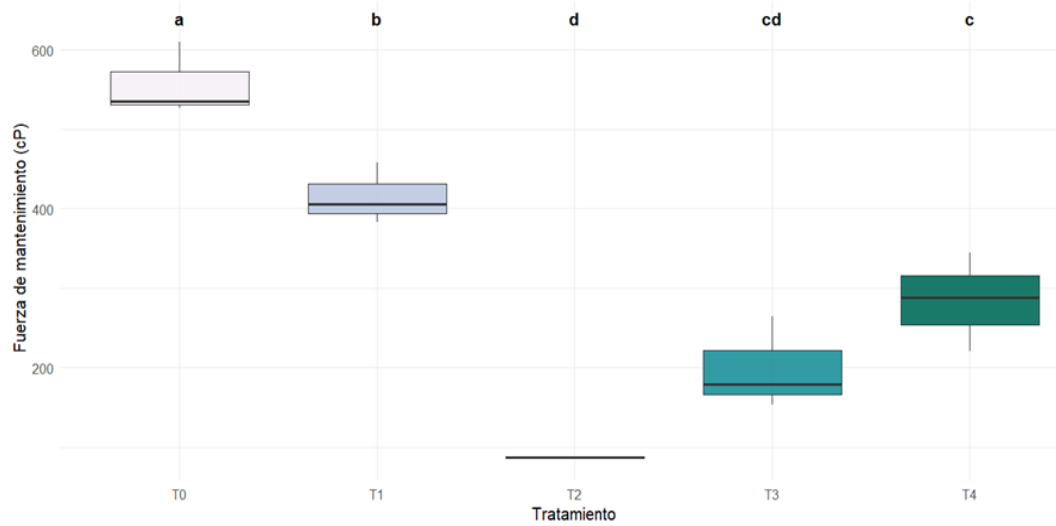 a b d cd c
Fuerza de mantenimiento (cP)
600
400
200
T0 T1 T2 T3 T4
Tratamiento